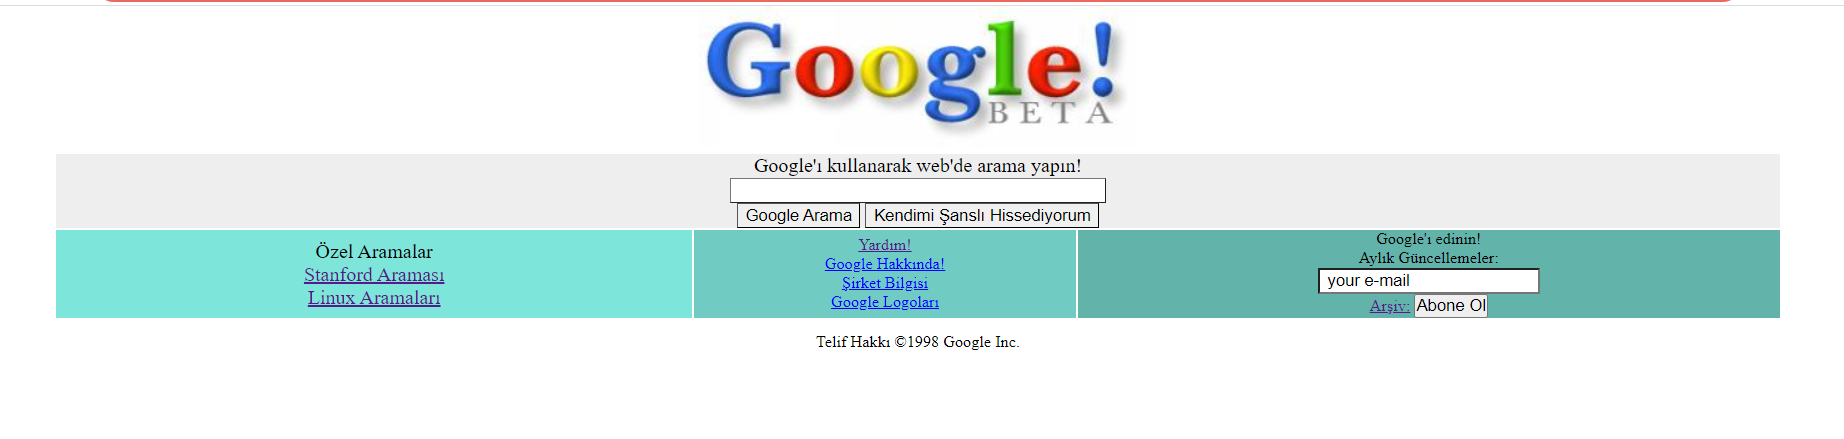 Google!
BETA
Google'ı kullanarak web'de arama yapın!
Google Arama Kendimi Şanslı Hissediyorum
Özel Aramalar
Stanford Araması
Linux Aramaları
Yardım!
Google Hakkında!
Şirket Bilgisi
Google Logoları
Google'ı edinin!
Aylık Güncellemeler:
your e-mail
Arşiv: Abone Ol
Telif Hakkı ©1998 Google Inc.